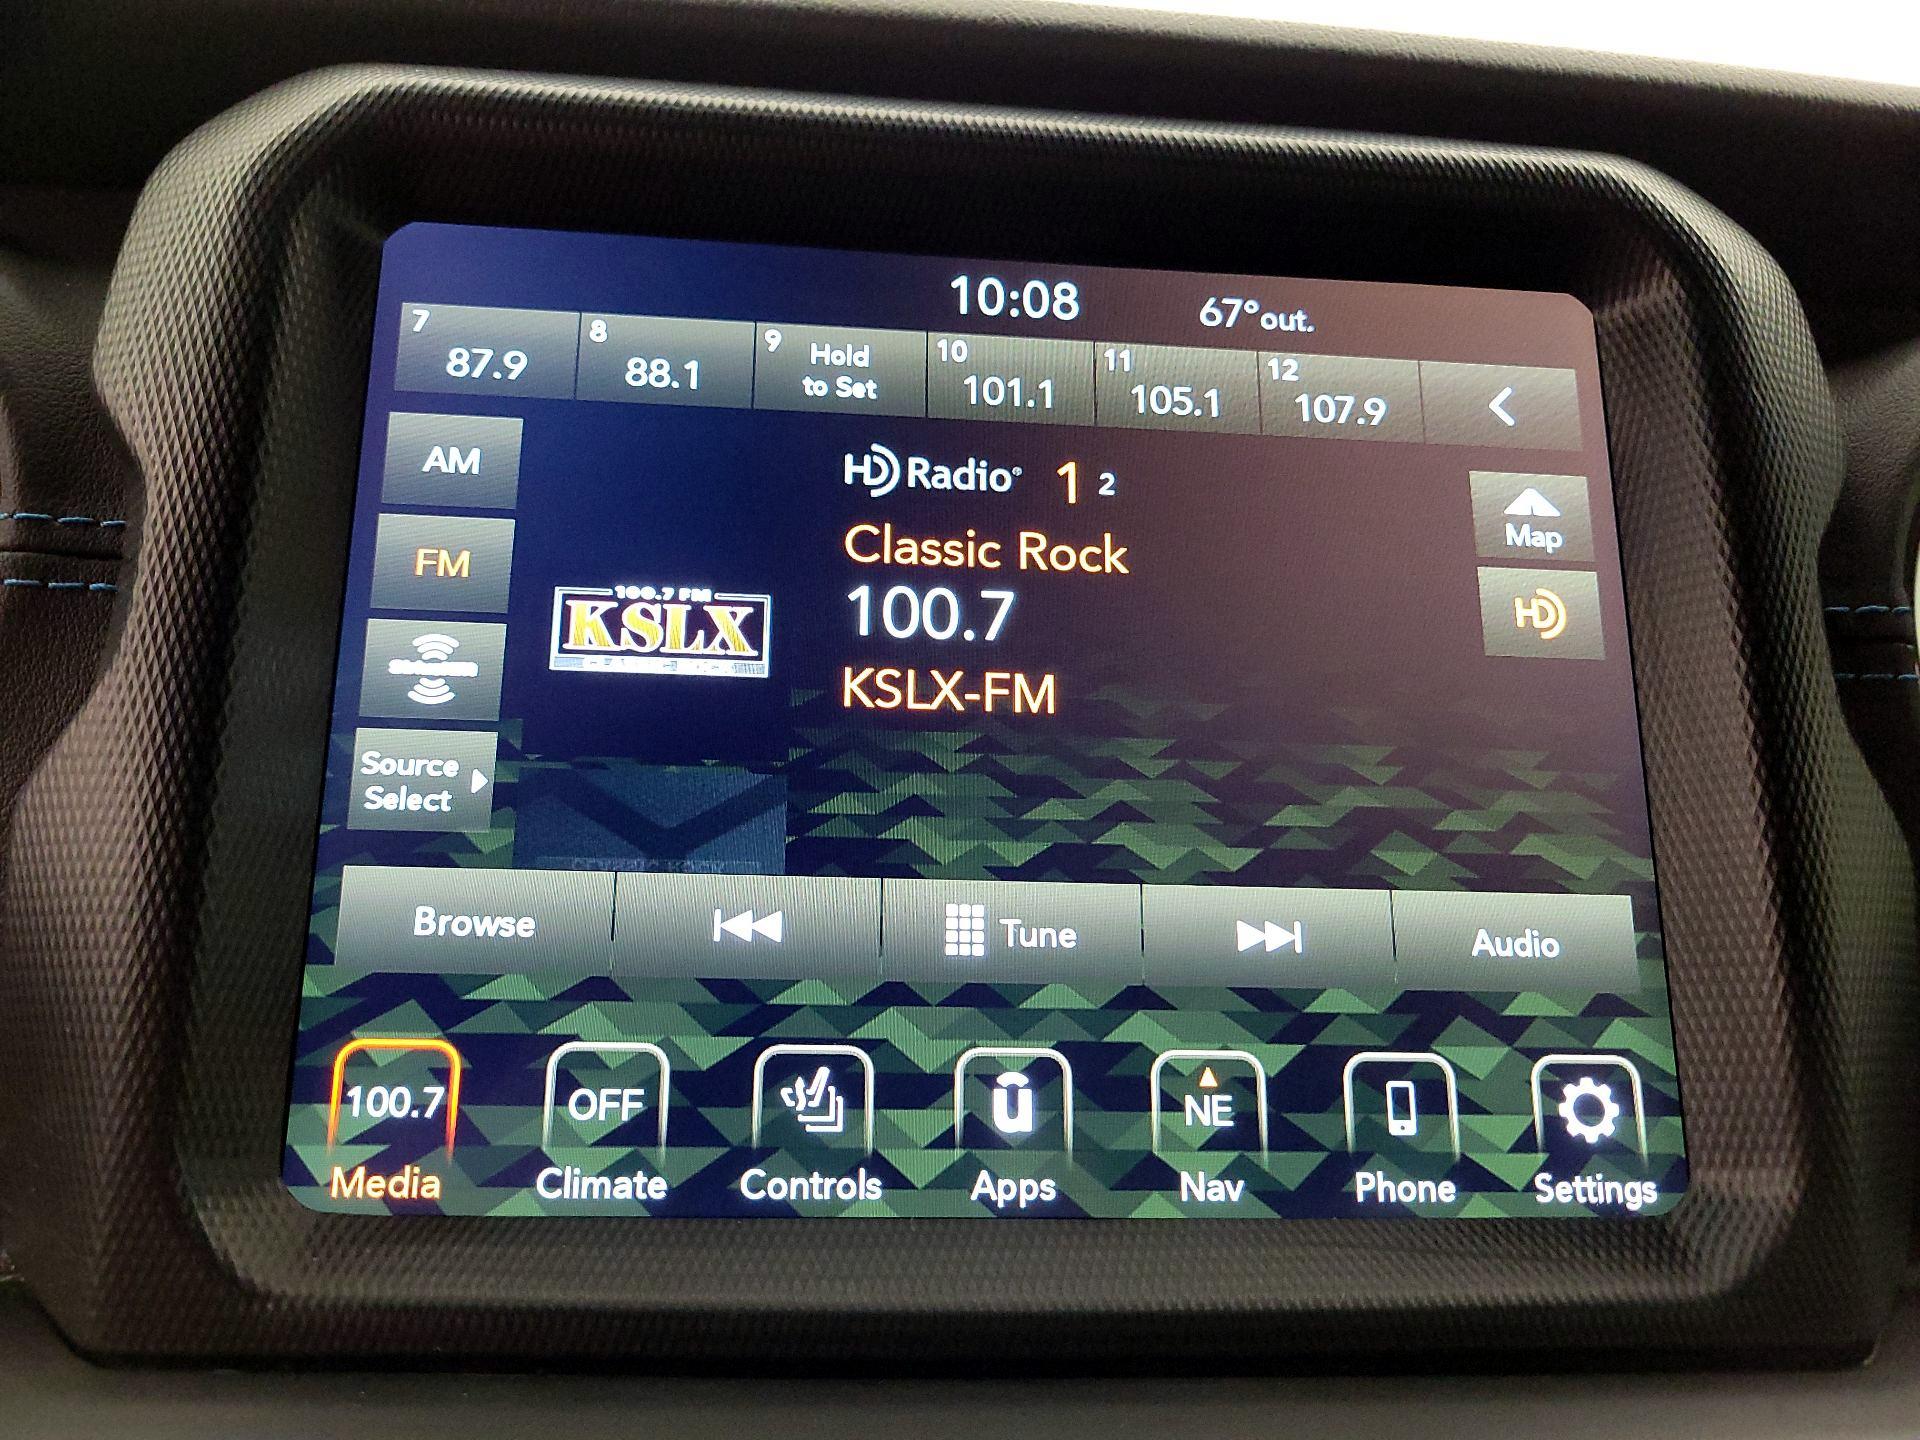 10:08 67°out.
7 87.9
8 88.1
9 Hold
to Set
10 101.1
11 105.1
12 107.9
AM
HD Radio® 1 2
Map
Classic Rock
FM
100.7 FM
KSLX
100.7
HD
KSLX-FM
Source
Select
Browse
Tune
Audio
100.7
OFF
u
NE
Media
Climate
Controls
Apps
Nav
Phone
Settings